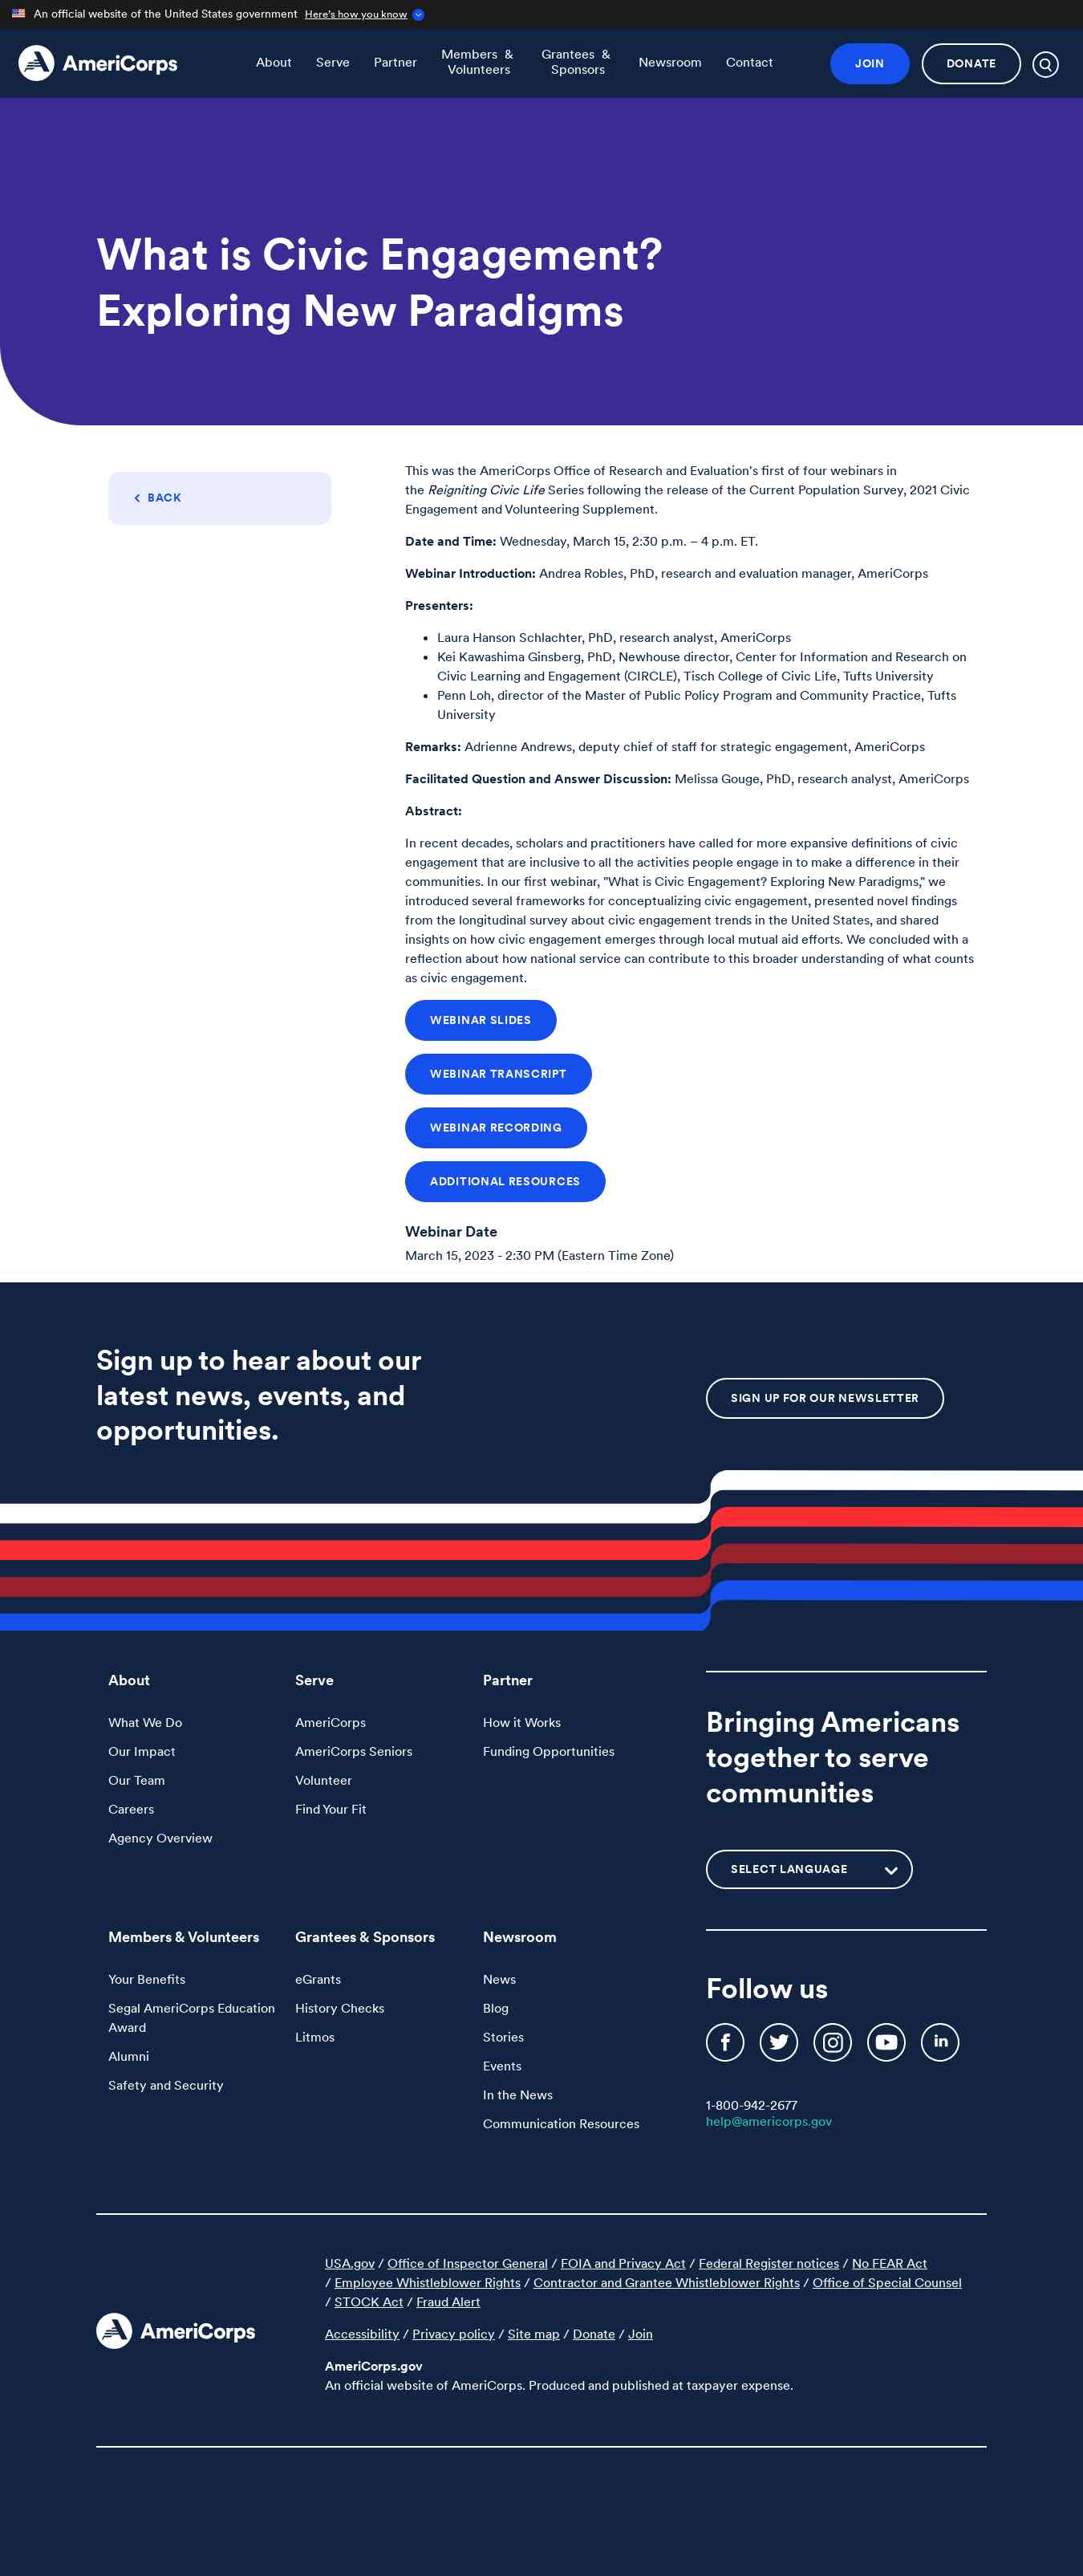 An official website of the United States government Here's how you know
AmeriCorps
About Serve Partner Members & Volunteers Grantees & Sponsors Newsroom Contact
JOIN
DONATE
What is Civic Engagement?
Exploring New Paradigms
BACK
This was the AmeriCorps Office of Research and Evaluation's first of four webinars in
the Reigniting Civic Life Series following the release of the Current Population Survey, 2021 Civic
Engagement and Volunteering Supplement.
Date and Time: Wednesday, March 15, 2:30 p.m. – 4 p.m. ET.
Webinar Introduction: Andrea Robles, PhD, research and evaluation manager, AmeriCorps
Presenters:
• Laura Hanson Schlachter, PhD, research analyst, AmeriCorps
• Kei Kawashima Ginsberg, PhD, Newhouse director, Center for Information and Research on
Civic Learning and Engagement (CIRCLE), Tisch College of Civic Life, Tufts University
• Penn Loh, director of the Master of Public Policy Program and Community Practice, Tufts
University
Remarks: Adrienne Andrews, deputy chief of staff for strategic engagement, AmeriCorps
Facilitated Question and Answer Discussion: Melissa Gouge, PhD, research analyst, AmeriCorps
Abstract:
In recent decades, scholars and practitioners have called for more expansive definitions of civic
engagement that are inclusive to all the activities people engage in to make a difference in their
communities. In our first webinar, "What is Civic Engagement? Exploring New Paradigms," we
introduced several frameworks for conceptualizing civic engagement, presented novel findings
from the longitudinal survey about civic engagement trends in the United States, and shared
insights on how civic engagement emerges through local mutual aid efforts. We concluded with a
reflection about how national service can contribute to this broader understanding of what counts
as civic engagement.
WEBINAR SLIDES
WEBINAR TRANSCRIPT
WEBINAR RECORDING
ADDITIONAL RESOURCES
Webinar Date
March 15, 2023 - 2:30 PM (Eastern Time Zone)
Sign up to hear about our
latest news, events, and
opportunities.
SIGN UP FOR OUR NEWSLETTER
About
What We Do
Our Impact
Our Team
Careers
Agency Overview
Serve
AmeriCorps
AmeriCorps Seniors
Volunteer
Find Your Fit
Partner
How it Works
Funding Opportunities
Bringing Americans
together to serve
communities
SELECT LANGUAGE
Members & Volunteers
Your Benefits
Segal AmeriCorps Education
Award
Alumni
Safety and Security
Grantees & Sponsors
eGrants
History Checks
Litmos
Newsroom
News
Blog
Stories
Events
In the News
Communication Resources
Follow us
1-800-942-2677
help@americorps.gov
AmeriCorps
USA.gov / Office of Inspector General / FOIA and Privacy Act / Federal Register notices / No FEAR Act
/ Employee Whistleblower Rights / Contractor and Grantee Whistleblower Rights / Office of Special Counsel
/ STOCK Act / Fraud Alert
Accessibility / Privacy policy / Site map / Donate / Join
AmeriCorps.gov
An official website of AmeriCorps. Produced and published at taxpayer expense.